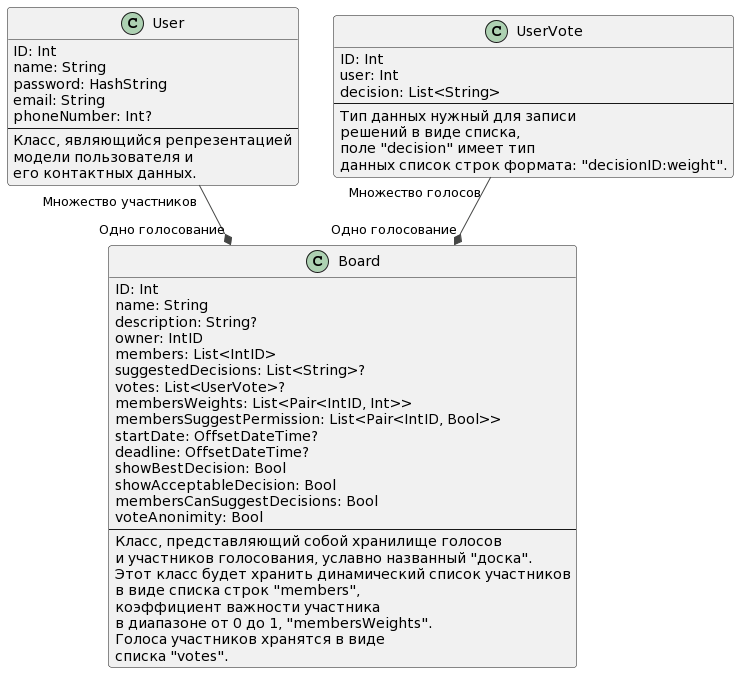 C User
ID: Int
name: String
password: HashString
email: String
phoneNumber: Int?
Класс, являющийся репрезентацией
модели пользователя и
его контактных данных.
C UserVote
ID: Int
user: Int
decision: List<String>
Тип данных нужный для записи
решений в виде списка,
поле "decision" имеет тип
данных список строк формата: "decisionID:weight".
Множество участников
Одно голосование
Множество голосов
Одно голосование
C Board
ID: Int
name: String
description: String?
owner: IntID
members: List<IntID>
suggestedDecisions: List<String>?
votes: List<UserVote>?
membersWeights: List<Pair<IntID, Int>>
membersSuggestPermission: List<Pair<IntID, Bool>>
startDate: OffsetDateTime?
deadline: OffsetDateTime?
showBestDecision: Bool
showAcceptableDecision: Bool
membersCanSuggestDecisions: Bool
voteAnonimity: Bool
Класс, представляющий собой хранилище голосов
и участников голосования, уславно названный "доска".
Этот класс будет хранить динамический список участников
в виде списка строк "members",
коэффициент важности участника
в диапазоне от 0 до 1, "membersWeights".
Голоса участников хранятся в виде
списка "votes".